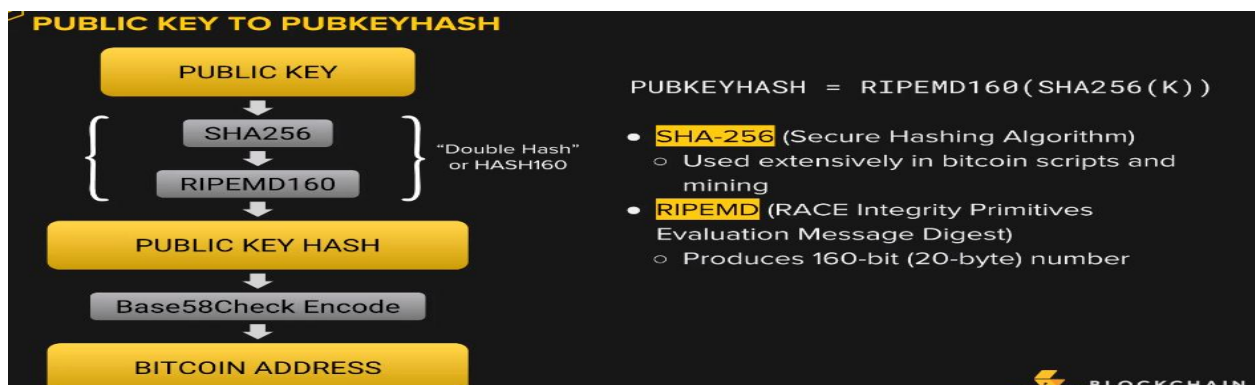 PUBLIC KEY TO PUBKEYHASH
PUBLIC KEY
SHA256
RIPEMD160
“Double Hash”
or HASH160
PUBLIC KEY HASH
Base58Check Encode
BITCOIN ADDRESS
PUBKEYHASH = RIPEMD160(SHA256(K))
● SHA-256 (Secure Hashing Algorithm)
○ Used extensively in bitcoin scripts and
mining
● RIPEMD (RACE Integrity Primitives
Evaluation Message Digest)
○ Produces 160-bit (20-byte) number
BLOCKCHAIN